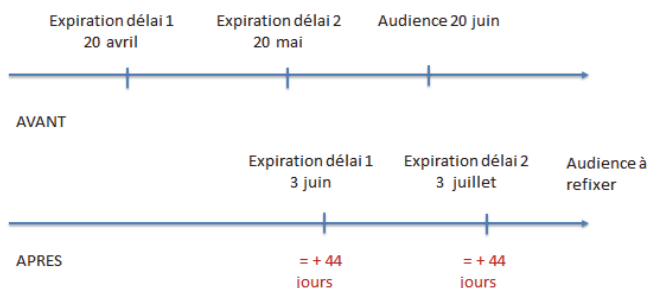 Expiration délai 1
20 avril
Expiration délai 2
20 mai
Audience 20 juin
AVANT
Expiration délai 1
3 juin
Expiration délai 2
3 juillet
Audience à
refixer
APRES
= + 44
jours
= + 44
jours